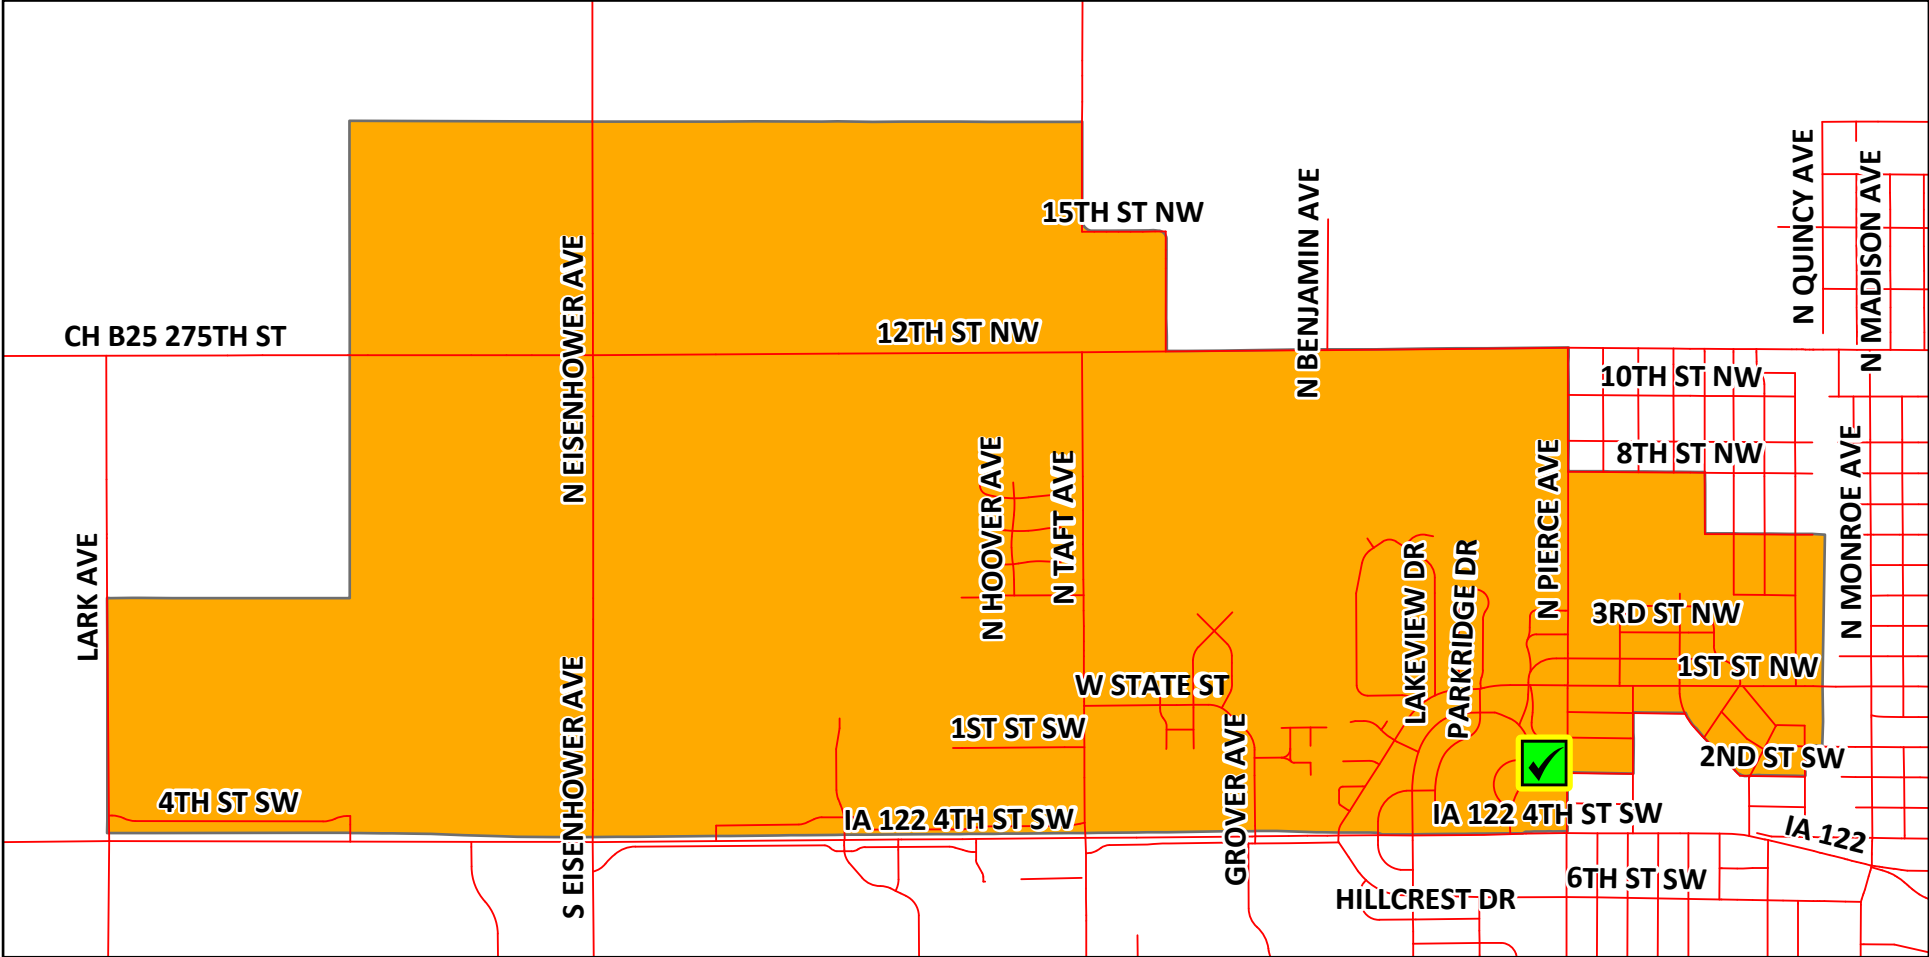 N QUINCY AVE
N MADISON AVE
N BENJAMIN AVE
15TH ST NW
N EISENHOWER AVE
CH B25 275TH ST
12TH ST NW
10TH ST NW
8TH ST NW
N HOOVER AVE
N TAFT AVE
N PIERCE AVE
N MONROE AVE
LARK AVE
LAKEVIEW DR
PARKRIDGE DR
3RD ST NW
1ST ST NW
W STATE ST
1ST ST SW
GROVER AVE
2ND ST SW
S EISENHOWER AVE
4TH ST SW
IA 122 4TH ST SW
IA 122 4TH ST SW
IA 122
6TH ST SW
HILLCREST DR